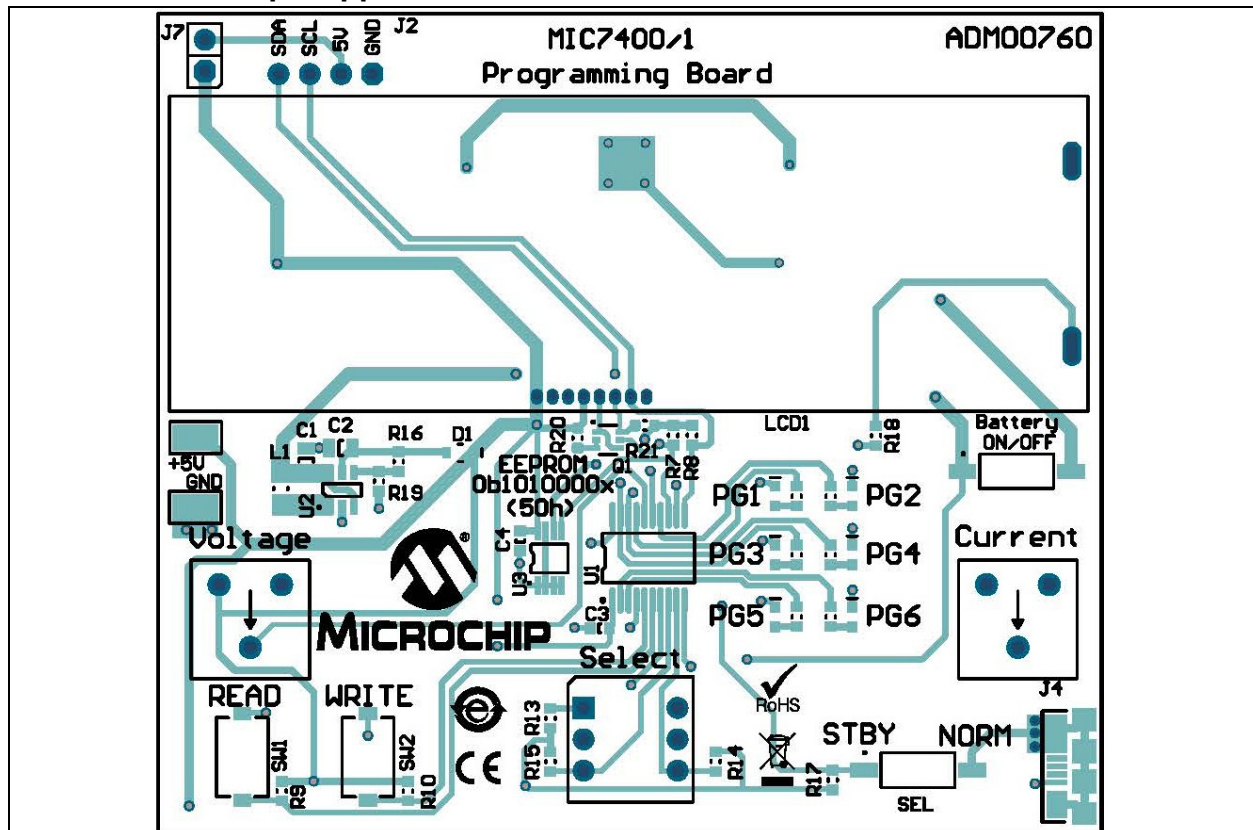 J7
SDA
SCL
5V
GND
J2
MIC7400/1
Programming Board
ADM00760
LCD1
Battery
ON/OFF
+5V
GND
L1
C1
C2
R16
D1
R19
U2
R20
Q1
R21
R7
R8
R18
EEPROM
0b1010000x
(50h)
PG1
PG2
PG3
PG4
PG5
PG6
Voltage
Current
C4
U3
U1
C3
®
MICROCHIP
Select
READ
WRITE
SW1
SW2
R9
R10
e
CE
R13
R15
R14
RoHS
R17
STBY
NORM
SEL
J4